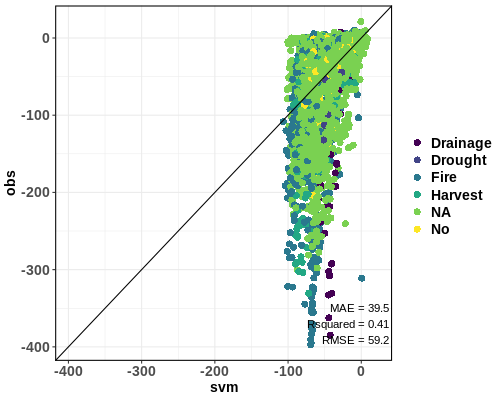 0
-100
-200
-300
-400
obs
-400 -300 -200 -100 0
svm
MAE = 39.5
Rsquared = 0.41
RMSE = 59.2
Drainage
Drought
Fire
Harvest
NA
No